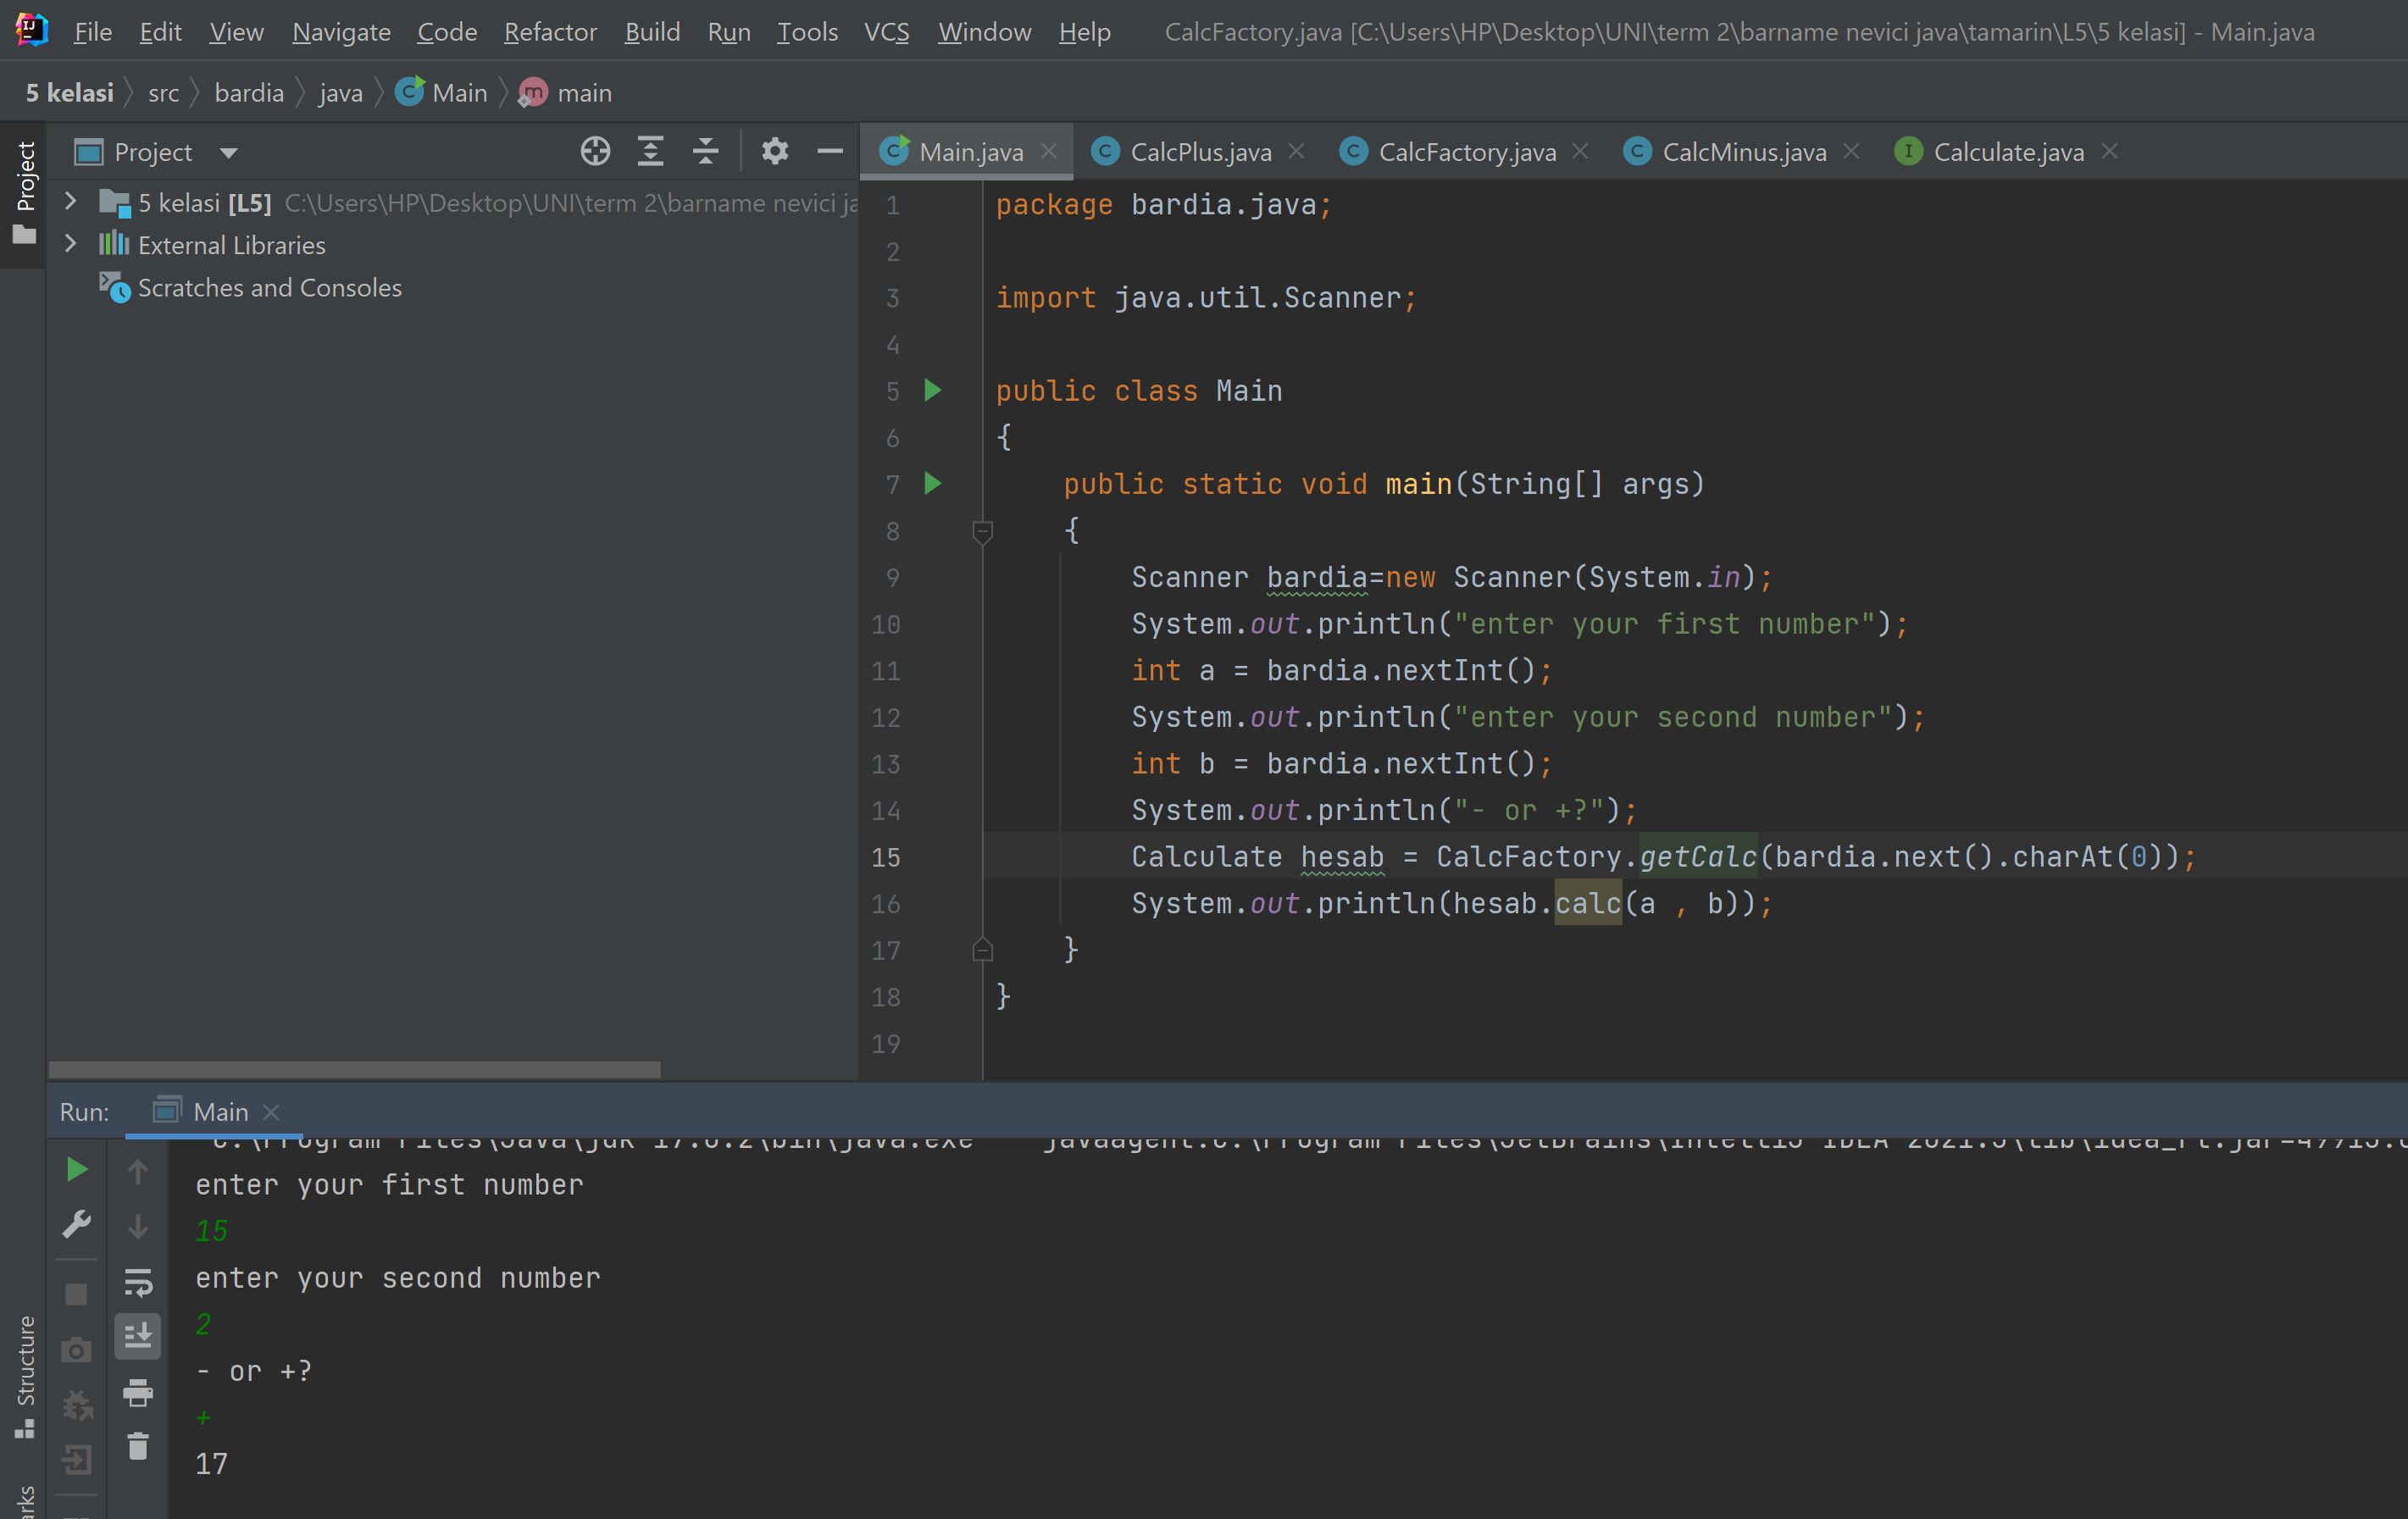 File Edit View Navigate Code Refactor Build Run Tools VCS Window Help CalcFactory.java [C:\Users\HP\Desktop\UNI\term 2\barname nevici java\tamarin\L5\5 kelasi] - Main.java
5 kelasi src bardia java Main main
Project
Project
Main.java CalcPlus.java CalcFactory.java CalcMinus.java Calculate.java
5 kelasi [L5] C:\Users\HP\Desktop\UNI\term 2\barname nevici ja
External Libraries
Scratches and Consoles
1 package bardia.java;
2
3 import java.util.Scanner;
4
5 public class Main
6 {
7 public static void main(String[] args)
8 {
9 Scanner bardia=new Scanner(System.in);
10 System.out.println("enter your first number");
11 int a = bardia.nextInt();
12 System.out.println("enter your second number");
13 int b = bardia.nextInt();
14 System.out.println("- or +?");
15 Calculate hesab = CalcFactory.getCalc(bardia.next().charAt(0));
16 System.out.println(hesab.calc(a , b));
17 }
18 }
19
Run: Main
enter your first number
15
enter your second number
2
- or +?
+
17
Structure